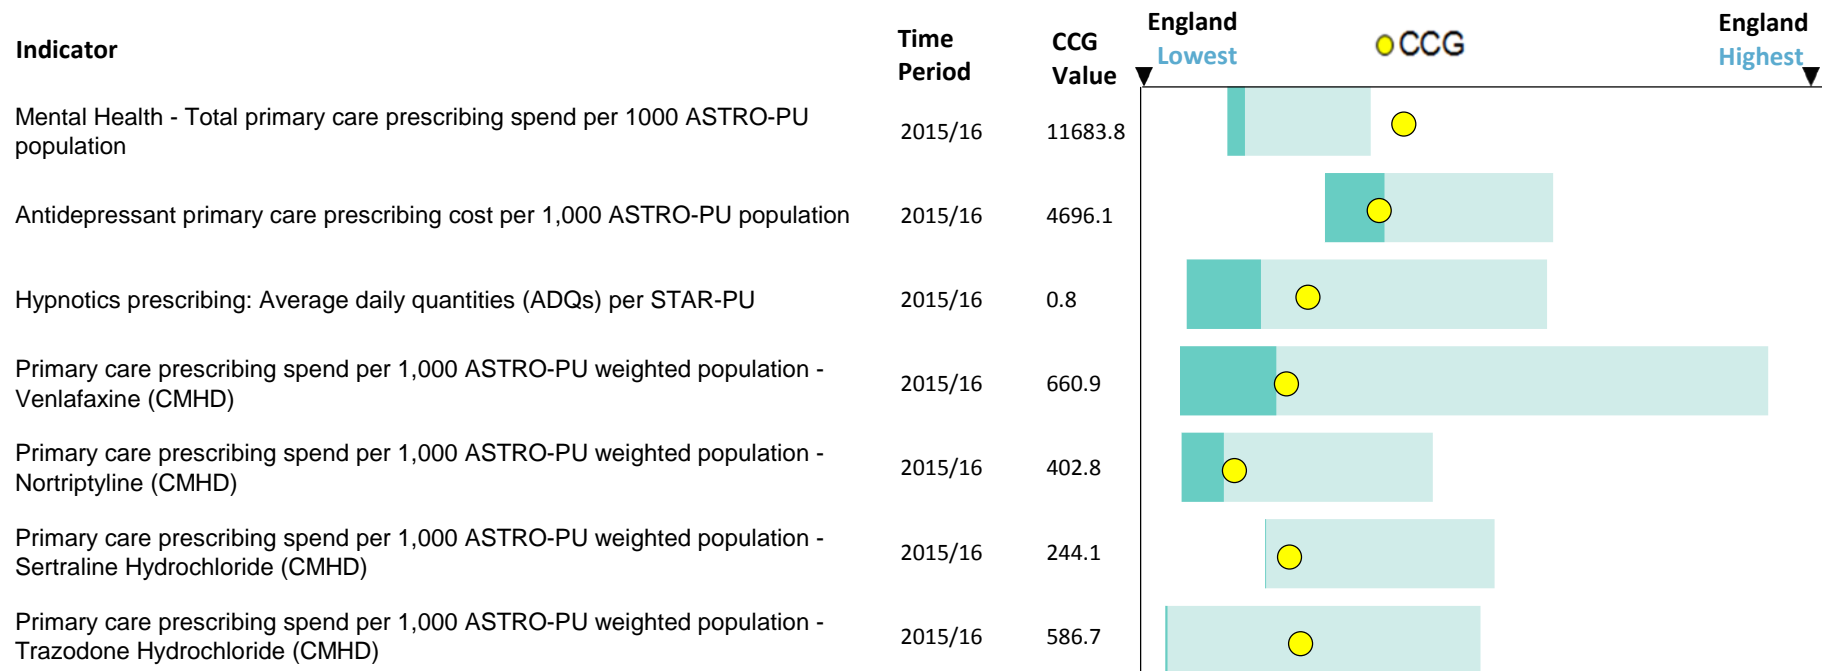 Indicator
Time
Period
CCG
Value
England
Lowest
CCG
England
Highest
Mental Health - Total primary care prescribing spend per 1000 ASTRO-PU
population
2015/16
11683.8
Antidepressant primary care prescribing cost per 1,000 ASTRO-PU population
2015/16
4696.1
Hypnotics prescribing: Average daily quantities (ADQs) per STAR-PU
2015/16
0.8
Primary care prescribing spend per 1,000 ASTRO-PU weighted population -
Venlafaxine (CMHD)
2015/16
660.9
Primary care prescribing spend per 1,000 ASTRO-PU weighted population -
Nortriptyline (CMHD)
2015/16
402.8
Primary care prescribing spend per 1,000 ASTRO-PU weighted population -
Sertraline Hydrochloride (CMHD)
2015/16
244.1
Primary care prescribing spend per 1,000 ASTRO-PU weighted population -
Trazodone Hydrochloride (CMHD)
2015/16
586.7